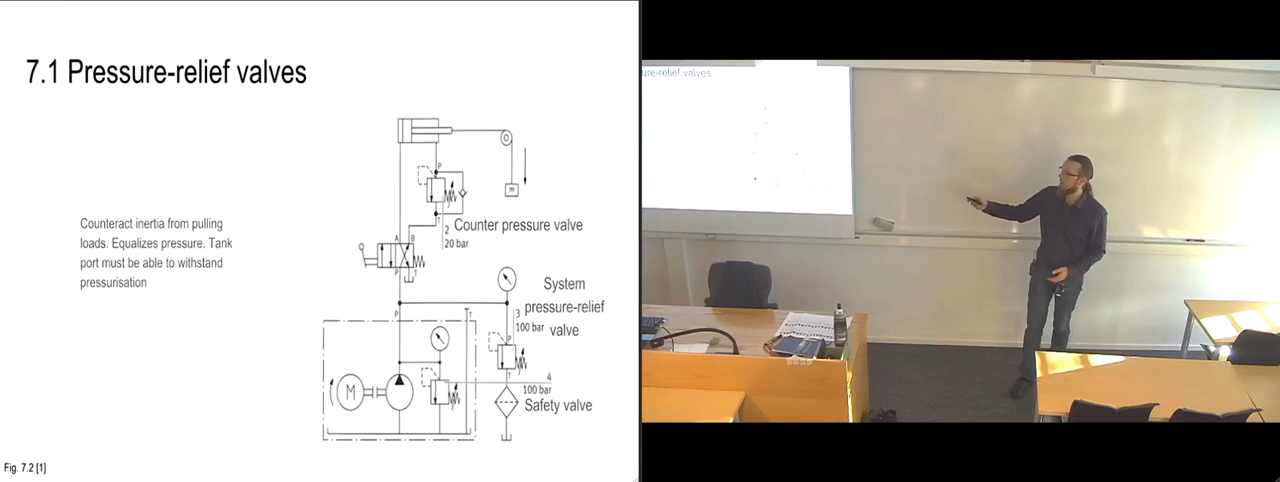 7.1 Pressure-relief valves
Counteract inertia from pulling
loads. Equalizes pressure. Tank
port must be able to withstand
pressurisation
P
m
T
2 Counter pressure valve
20 bar
A B
P T
System
pressure-relief
valve
3
100 bar
P
T
P
T
4
100 bar
Safety valve
M
Fig. 7.2 [1]
ure-relief valves